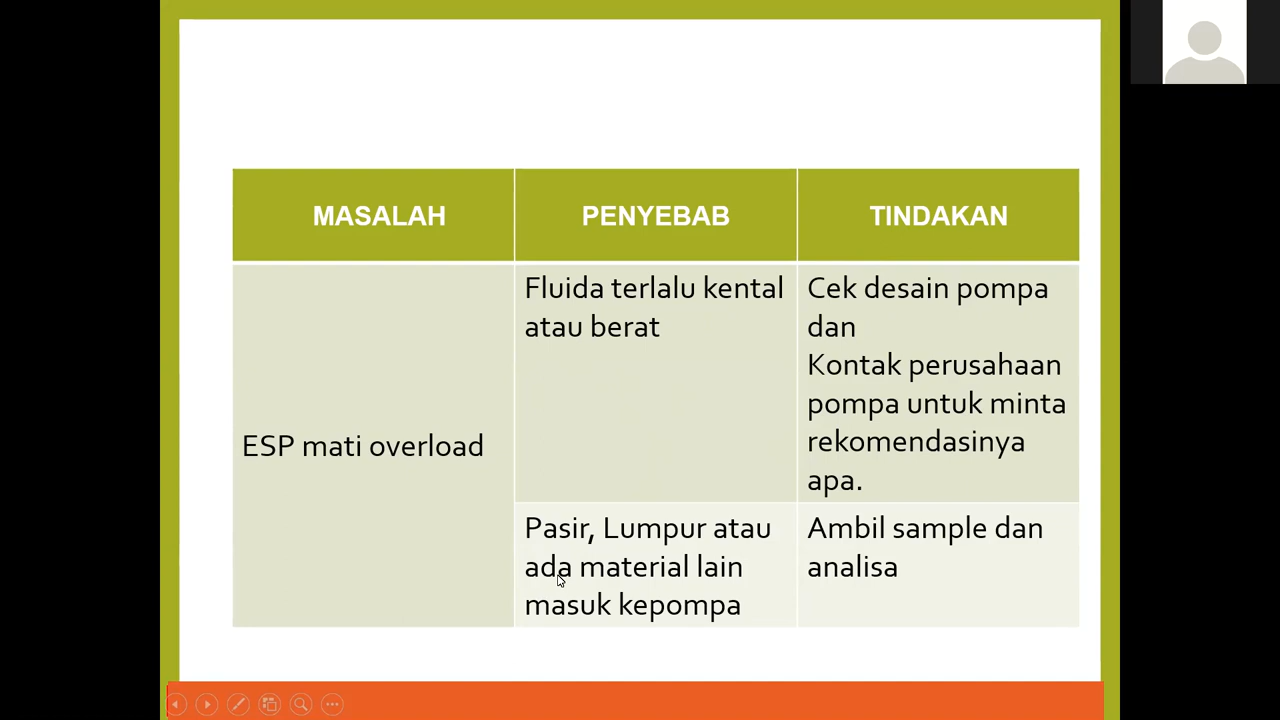 MASALAH
PENYEBAB
TINDAKAN
ESP mati overload
Fluida terlalu kental
atau berat
Cek desain pompa
dan
Kontak perusahaan
pompa untuk minta
rekomendasinya
apa.
Pasir, Lumpur atau
ada material lain
masuk kepompa
Ambil sample dan
analisa